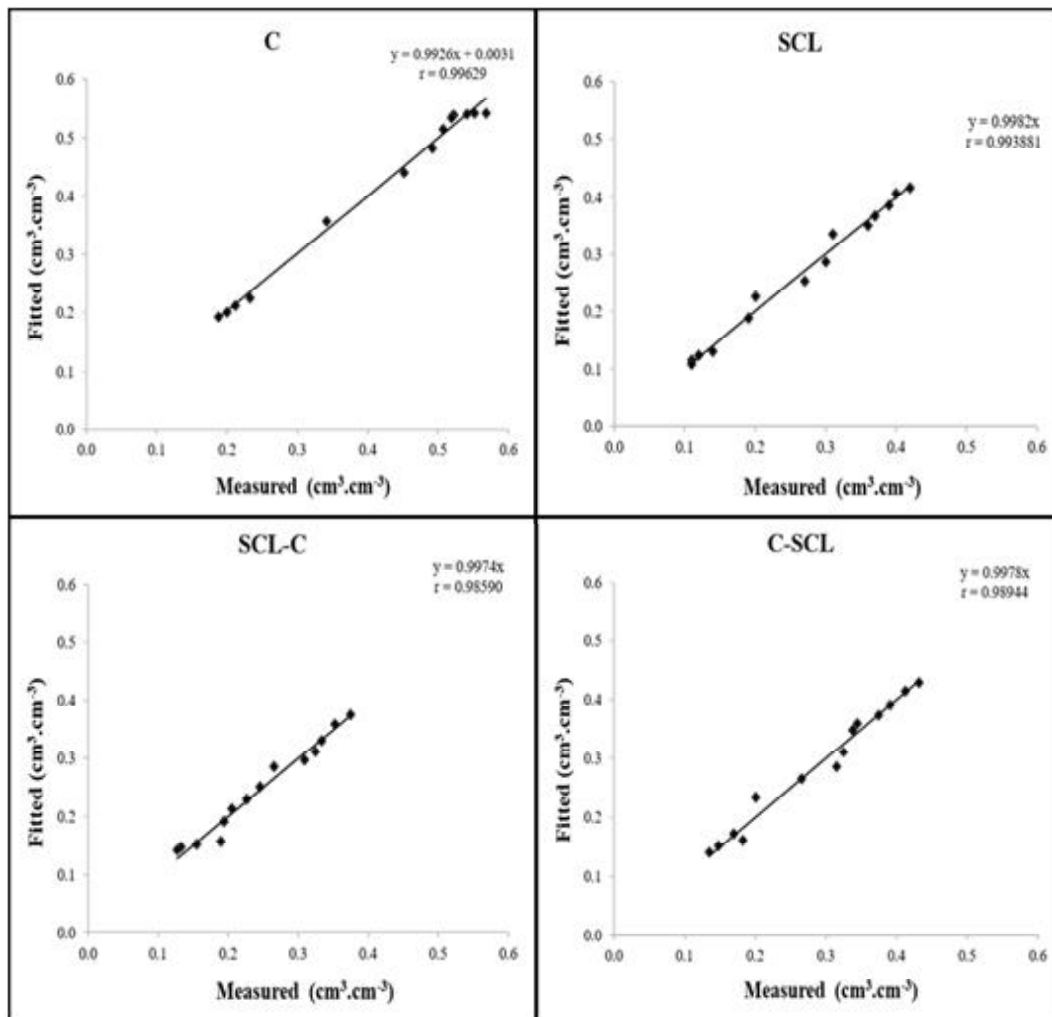 C
y = 0.9926x + 0.0031
r = 0.99629
0.6
0.5
0.4
0.3
0.2
0.1
0.0
Fitted (cm³.cm⁻³)
0.0 0.1 0.2 0.3 0.4 0.5 0.6
Measured (cm³.cm⁻³)
SCL
y = 0.9982x
r = 0.993881
0.6
0.5
0.4
0.3
0.2
0.1
0.0
Fitted (cm³.cm⁻³)
0.0 0.1 0.2 0.3 0.4 0.5 0.6
Measured (cm³.cm⁻³)
SCL-C
y = 0.9974x
r = 0.98590
0.6
0.5
0.4
0.3
0.2
0.1
0.0
Fitted (cm³.cm⁻³)
0.0 0.1 0.2 0.3 0.4 0.5 0.6
Measured (cm³.cm⁻³)
C-SCL
y = 0.9978x
r = 0.98944
0.6
0.5
0.4
0.3
0.2
0.1
0.0
Fitted (cm³.cm⁻³)
0.0 0.1 0.2 0.3 0.4 0.5 0.6
Measured (cm³.cm⁻³)